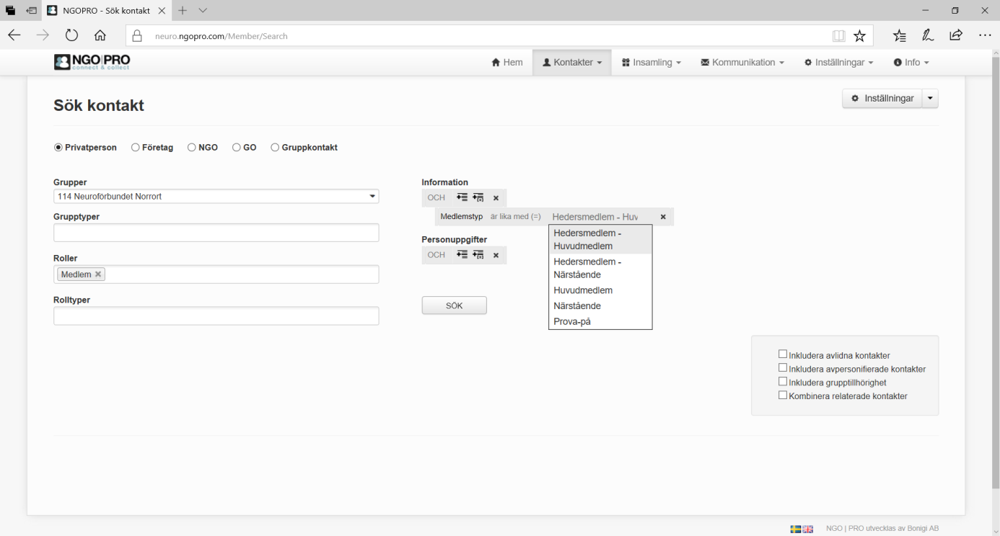 NGOPRO - Sök kontakt
neuro.ngopro.com/Member/Search
NGO|PRO
connect & collect
Hem
Kontakter
Insamling
Kommunikation
Inställningar
Info
Sök kontakt
Inställningar
Privatperson
Företag
NGO
GO
Gruppkontakt
Grupper
114 Neuroförbundet Norrort
Grupptyper
Roller
Medlem
Rolltyper
Information
OCH
Medlemstyp är lika med (=) Hedersmedlem - Huv
Hedersmedlem -
Huvudmedlem
Hedersmedlem -
Närstående
Huvudmedlem
Närstående
Prova-på
Personuppgifter
OCH
SÖK
Inkludera avlidna kontakter
Inkludera avpersonifierade kontakter
Inkludera grupptillhörighet
Kombinera relaterade kontakter
NGO | PRO utvecklas av Bonigi AB